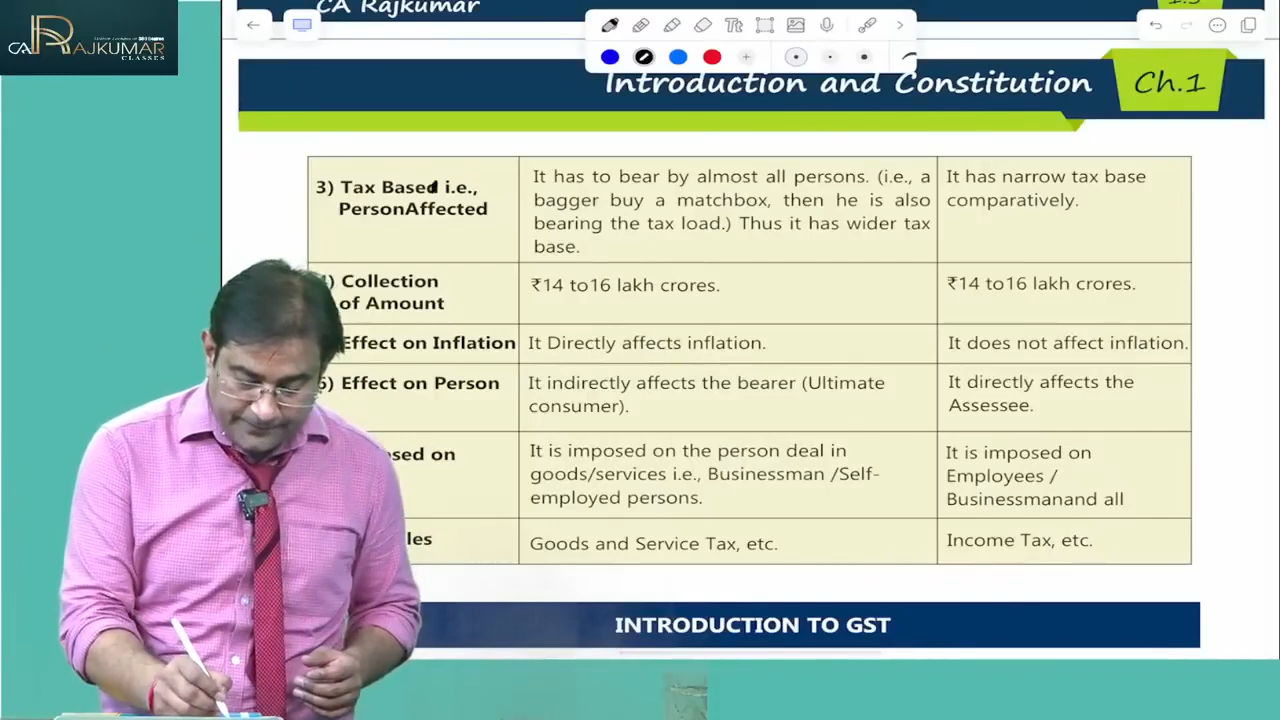 CA Rajkumar
1.3
CA RAJKUMAR
CLASSES
Introduction and Constitution
Ch.1
3) Tax Based i.e.,
PersonAffected
It has to bear by almost all persons. (i.e., a
bagger buy a matchbox, then he is also
bearing the tax load.) Thus it has wider tax
base.
It has narrow tax base
comparatively.
Collection
of Amount
₹14 to16 lakh crores.
₹14 to16 lakh crores.
Effect on Inflation
It Directly affects inflation.
It does not affect inflation.
Effect on Person
It indirectly affects the bearer (Ultimate
consumer).
It directly affects the
Assessee.
on
It is imposed on the person deal in
goods/services i.e., Businessman /Self-
employed persons.
It is imposed on
Employees /
Businessmanand all
Goods and Service Tax, etc.
Income Tax, etc.
INTRODUCTION TO GST